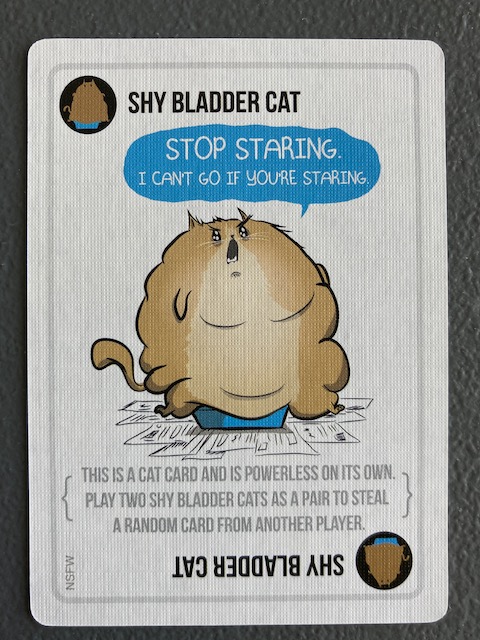 SHY BLADDER CAT
STOP STARING.
I CAN'T GO IF YOU'RE STARING.
THIS IS A CAT CARD AND IS POWERLESS ON ITS OWN.
PLAY TWO SHY BLADDER CATS AS A PAIR TO STEAL
A RANDOM CARD FROM ANOTHER PLAYER.
SHY BLADDER CAT
NSFW